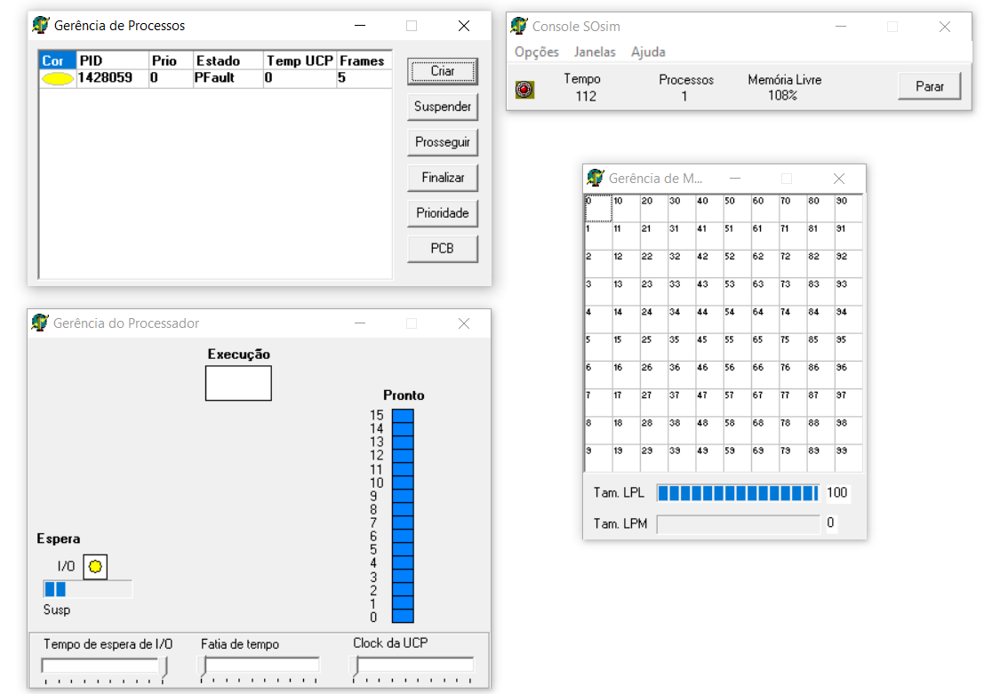 Gerência de Processos
Cor PID Prio Estado Temp UCP Frames
1428059 0 PFault 0 5
Criar
Suspender
Prosseguir
Finalizar
Prioridade
PCB
Console SOsim
Opções Janelas Ajuda
Tempo Processos Memória Livre
112 1 108%
Parar
Gerência de M...
0 10 20 30 40 50 60 70 80 90
1 11 21 31 41 51 61 71 81 91
2 12 22 32 42 52 62 72 82 92
3 13 23 33 43 53 63 73 83 93
4 14 24 34 44 54 64 74 84 94
5 15 25 35 45 55 65 75 85 95
6 16 26 36 46 56 66 76 86 96
7 17 27 37 47 57 67 77 87 97
8 18 28 38 48 58 68 78 88 98
9 19 29 39 49 59 69 79 89 99
Tam. LPL 100
Tam. LPM 0
Gerência do Processador
Execução
Pronto
15
14
13
12
11
10
9
8
7
6
5
4
3
2
1
0
Espera
I/O
Susp
Tempo de espera de I/O Fatia de tempo Clock da UCP